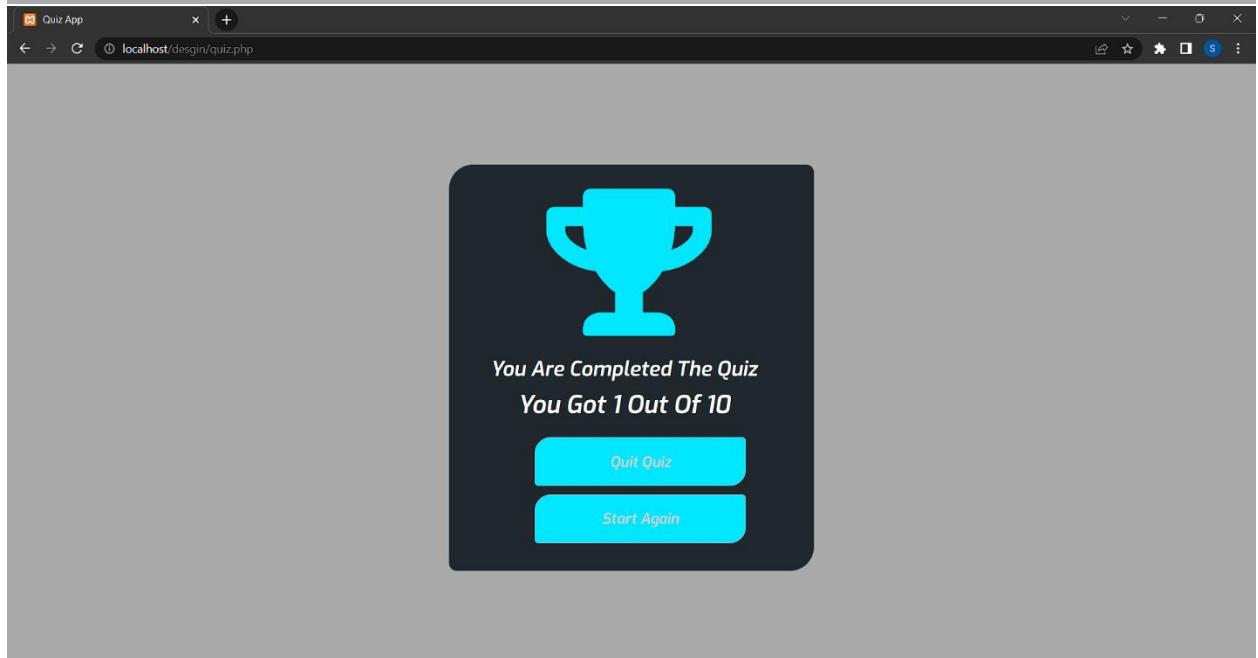 Quiz App
localhost/desgin/quiz.php
S
You Are Completed The Quiz
You Got 1 Out Of 10
Quit Quiz
Start Again